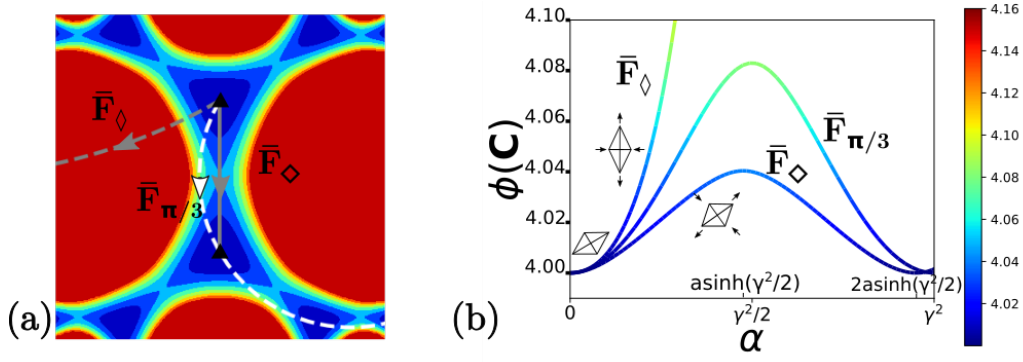 (a)
F̄◊
F̄◇
F̄π/3
(b)
ϕ(C)
4.10
4.08
4.06
4.04
4.02
4.00
F̄◊
F̄π/3
F̄◇
asinh(γ²/2)
2asinh(γ²/2)
0
γ²/2
γ²
α
4.16
4.14
4.12
4.10
4.08
4.06
4.04
4.02